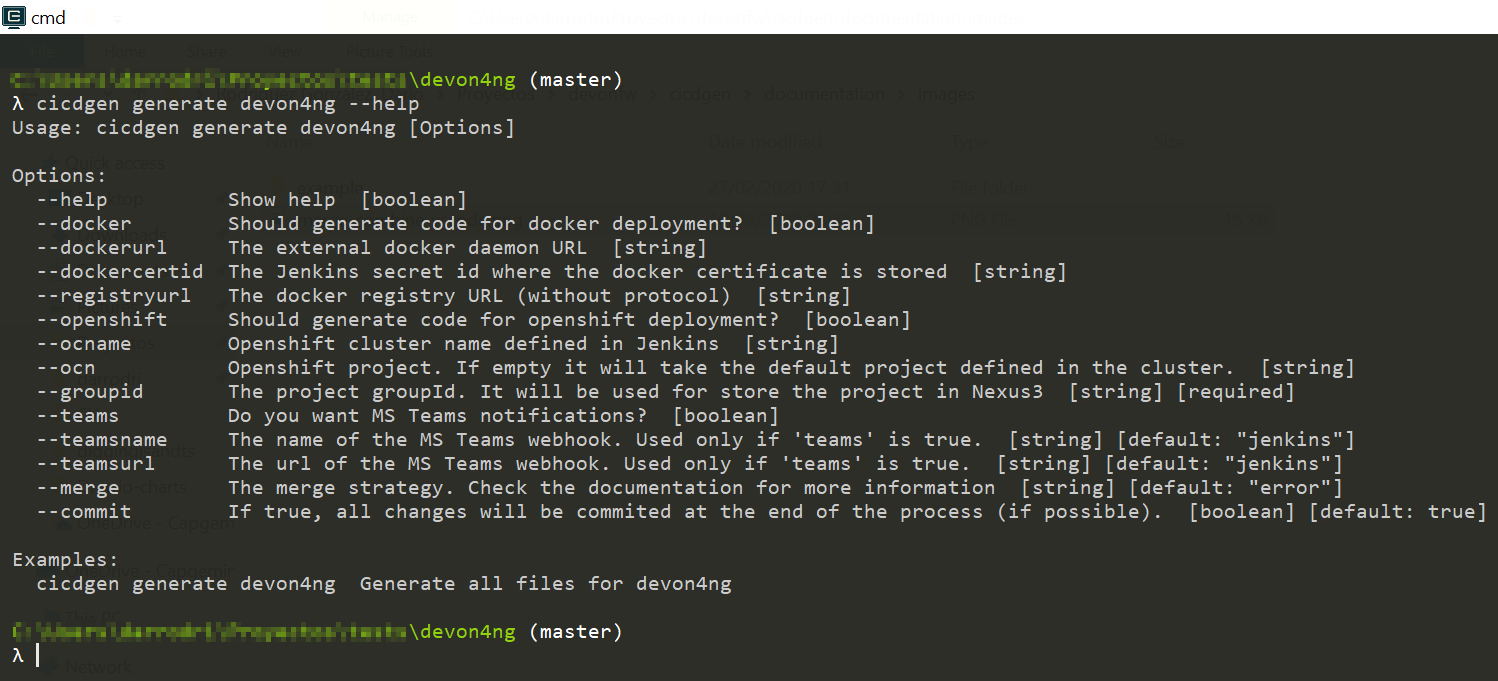 cmd
\devon4ng (master)
λ cicdgen generate devon4ng --help
Usage: cicdgen generate devon4ng [Options]
Options:
--help Show help [boolean]
--docker Should generate code for docker deployment? [boolean]
--dockerurl The external docker daemon URL [string]
--dockercertid The Jenkins secret id where the docker certificate is stored [string]
--registryurl The docker registry URL (without protocol) [string]
--openshift Should generate code for openshift deployment? [boolean]
--ocname Openshift cluster name defined in Jenkins [string]
--ocn Openshift project. If empty it will take the default project defined in the cluster. [string]
--groupid The project groupId. It will be used for store the project in Nexus3 [string] [required]
--teams Do you want MS Teams notifications? [boolean]
--teamsname The name of the MS Teams webhook. Used only if 'teams' is true. [string] [default: "jenkins"]
--teamsurl The url of the MS Teams webhook. Used only if 'teams' is true. [string] [default: "jenkins"]
--merge The merge strategy. Check the documentation for more information [string] [default: "error"]
--commit If true, all changes will be commited at the end of the process (if possible). [boolean] [default: true]
Examples:
cicdgen generate devon4ng Generate all files for devon4ng
\devon4ng (master)
λ